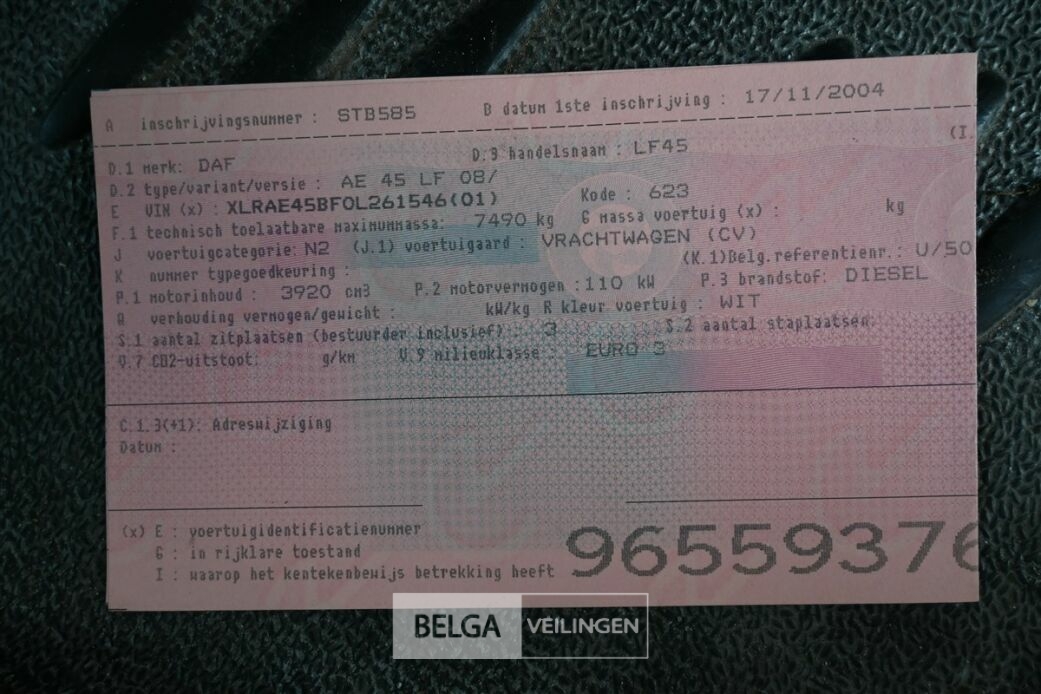 A inschrijvingsnummer : STB585 B datum 1ste inschrijving : 17/11/2004
(I.
D.1 merk: DAF D.3 handelsnaam : LF45
D.2 type/variant/versie : AE 45 LF 08/ Kode : 623
E VIN (x) : XLRAE45BF0L261546(01) G massa voertuig (x) : kg
F.1 technisch toelaatbare maximummassa: 7490 kg
J voertuigcategorie: N2 (J.1) voertuigaard : VRACHTWAGEN (CV)
K nummer typegoedkeuring : (K.1)Belg.referentienr.: U/50
P.1 motorinhoud : 3920 cm3 P.2 motorvermogen :110 kW P.3 brandstof: DIESEL
Q verhouding vermogen/gewicht : kW/kg R kleur voertuig : WIT
S.1 aantal zitplaatsen (bestuurder inclusief) : 3 S.2 aantal staplaatsen:
V.7 CO2-uitstoot: g/km V.9 milieuklasse : EURO 3
C.1.3(+1): Adreswijziging
Datum :
(x) E : voertuigidentificatienummer
G : in rijklare toestand
I : waarop het kentekenbewijs betrekking heeft
96559376
BELGA VEILINGEN